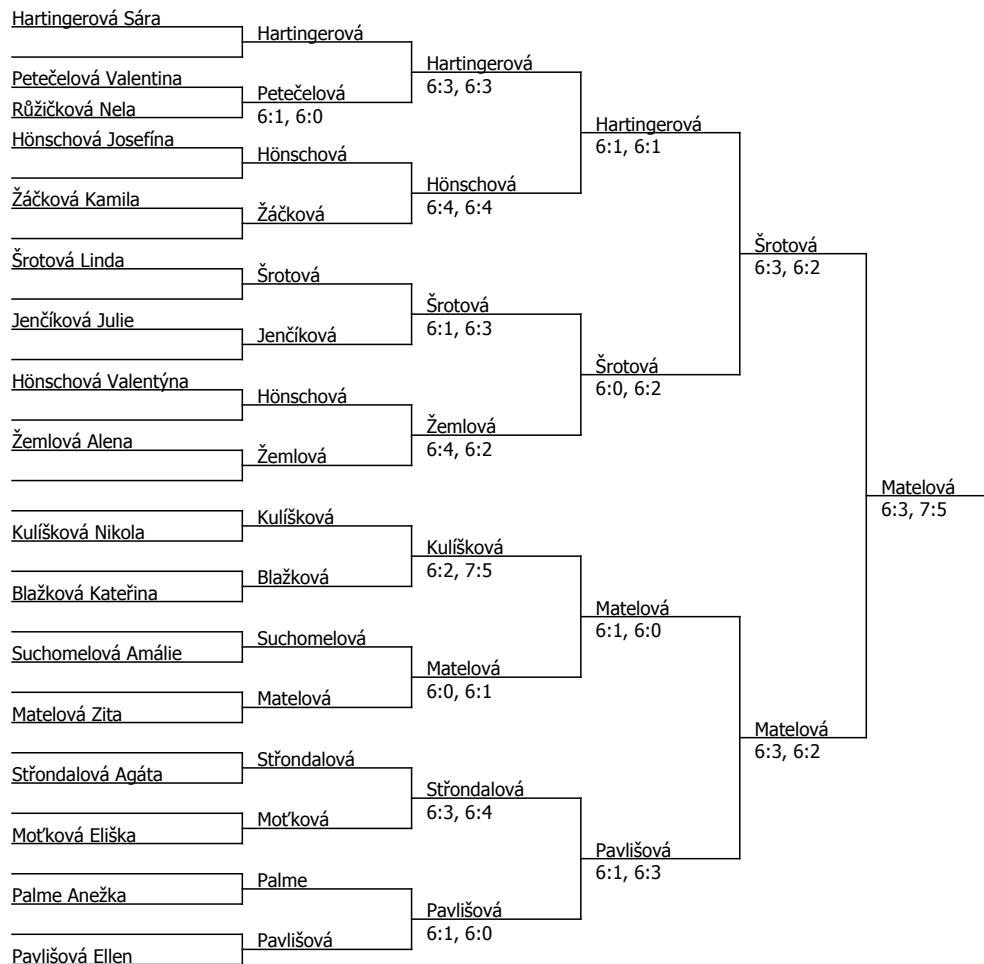 Hartingerová Sára
Petečelová Valentina
Růžičková Nela
Hönschová Josefína
Žáčková Kamila
Šrotová Linda
Jenčíková Julie
Hönschová Valentýna
Žemlová Alena
Kulíšková Nikola
Blažková Kateřina
Suchomelová Amálie
Matelová Zita
Střondalová Agáta
Moťková Eliška
Palme Anežka
Pavlišová Ellen
Hartingerová
Petečelová
6:1, 6:0
Hönschová
Žáčková
Šrotová
Jenčíková
Hönschová
Žemlová
Kulíšková
Blažková
Suchomelová
Matelová
Střondalová
Moťková
Palme
Pavlišová
Hartingerová
6:3, 6:3
Hönschová
6:4, 6:4
Šrotová
6:1, 6:3
Žemlová
6:4, 6:2
Kulíšková
6:2, 7:5
Matelová
6:0, 6:1
Střondalová
6:3, 6:4
Pavlišová
6:1, 6:0
Hartingerová
6:1, 6:1
Šrotová
6:0, 6:2
Matelová
6:1, 6:0
Pavlišová
6:1, 6:3
Šrotová
6:3, 6:2
Matelová
6:3, 6:2
Matelová
6:3, 7:5